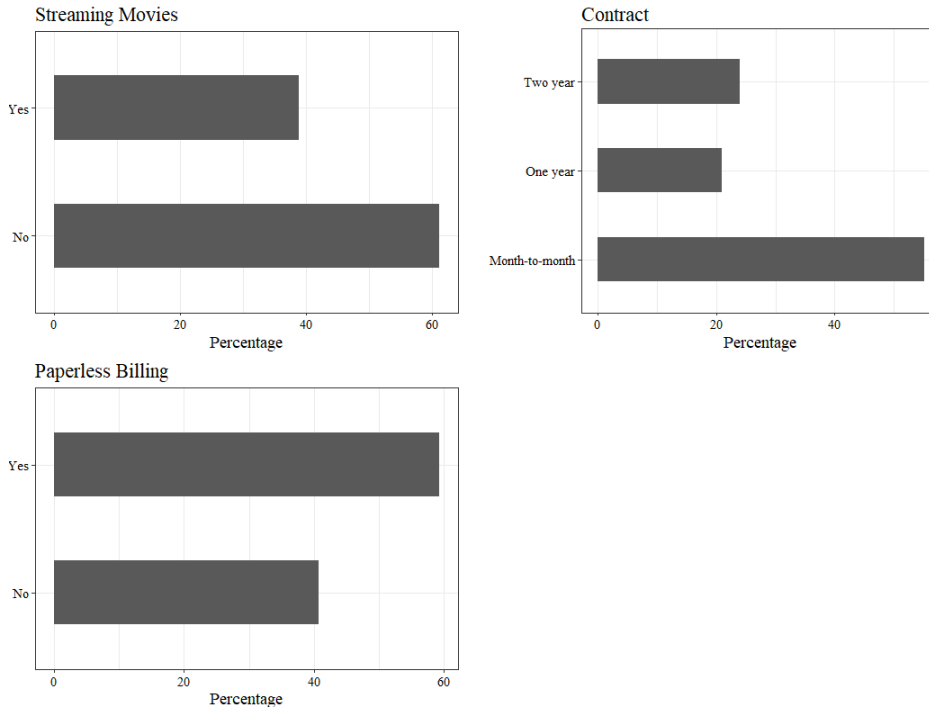 Streaming Movies
Yes
No
0 20 40 60
Percentage
Contract
Two year
One year
Month-to-month
0 20 40
Percentage
Paperless Billing
Yes
No
0 20 40 60
Percentage